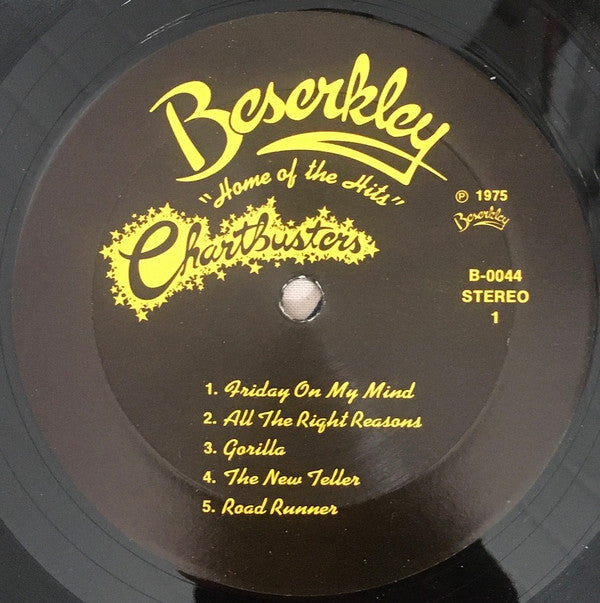 Beserkley
"Home of the Hits"
Chartbusters
℗ 1975
Beserkley
B-0044
STEREO
1
1. Friday On My Mind
2. All The Right Reasons
3. Gorilla
4. The New Teller
5. Road Runner